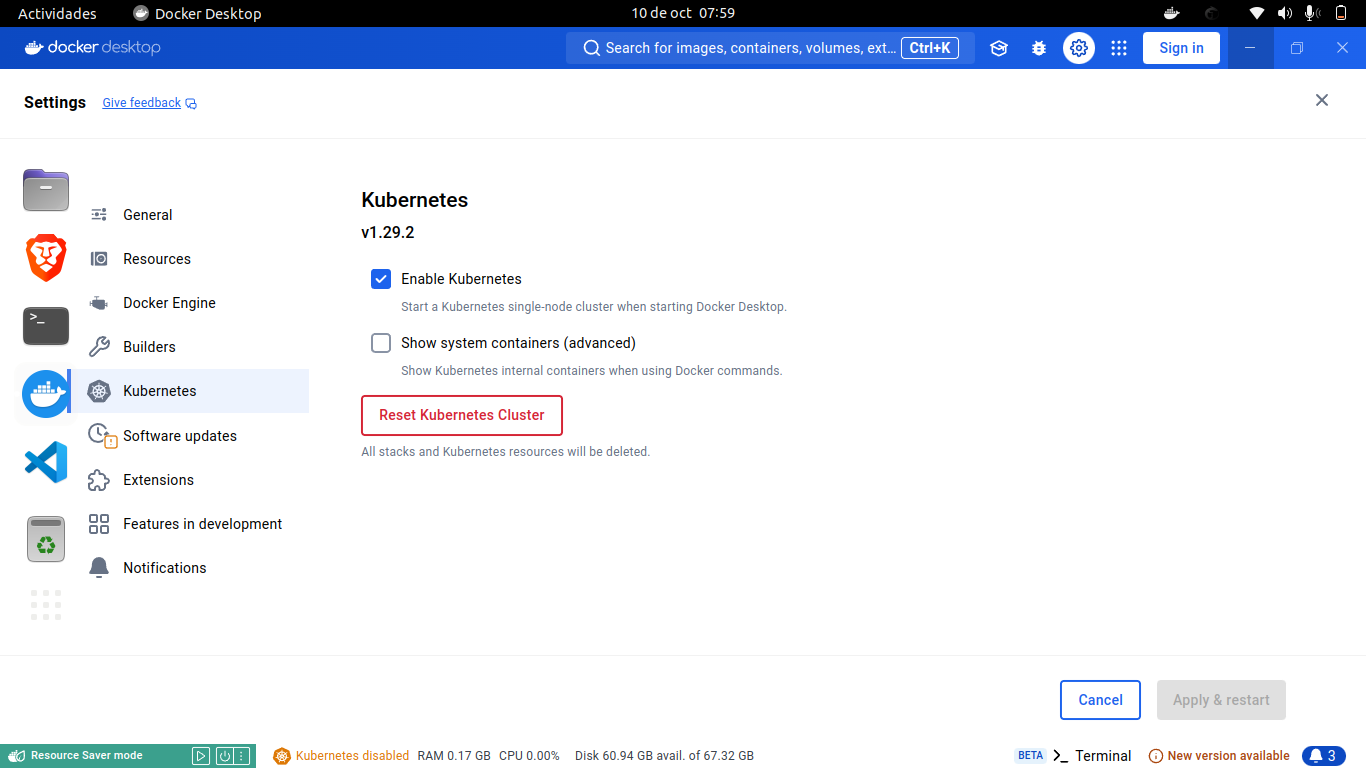 Actividades Docker Desktop 10 de oct 07:59
docker desktop Search for images, containers, volumes, ext... Ctrl+K Sign in
Settings Give feedback
General
Resources
Docker Engine
Builders
Kubernetes
Software updates
Extensions
Features in development
Notifications
Kubernetes
v1.29.2
Enable Kubernetes
Start a Kubernetes single-node cluster when starting Docker Desktop.
Show system containers (advanced)
Show Kubernetes internal containers when using Docker commands.
Reset Kubernetes Cluster
All stacks and Kubernetes resources will be deleted.
Cancel Apply & restart
Resource Saver mode Kubernetes disabled RAM 0.17 GB CPU 0.00% Disk 60.94 GB avail. of 67.32 GB BETA >_ Terminal New version available 3